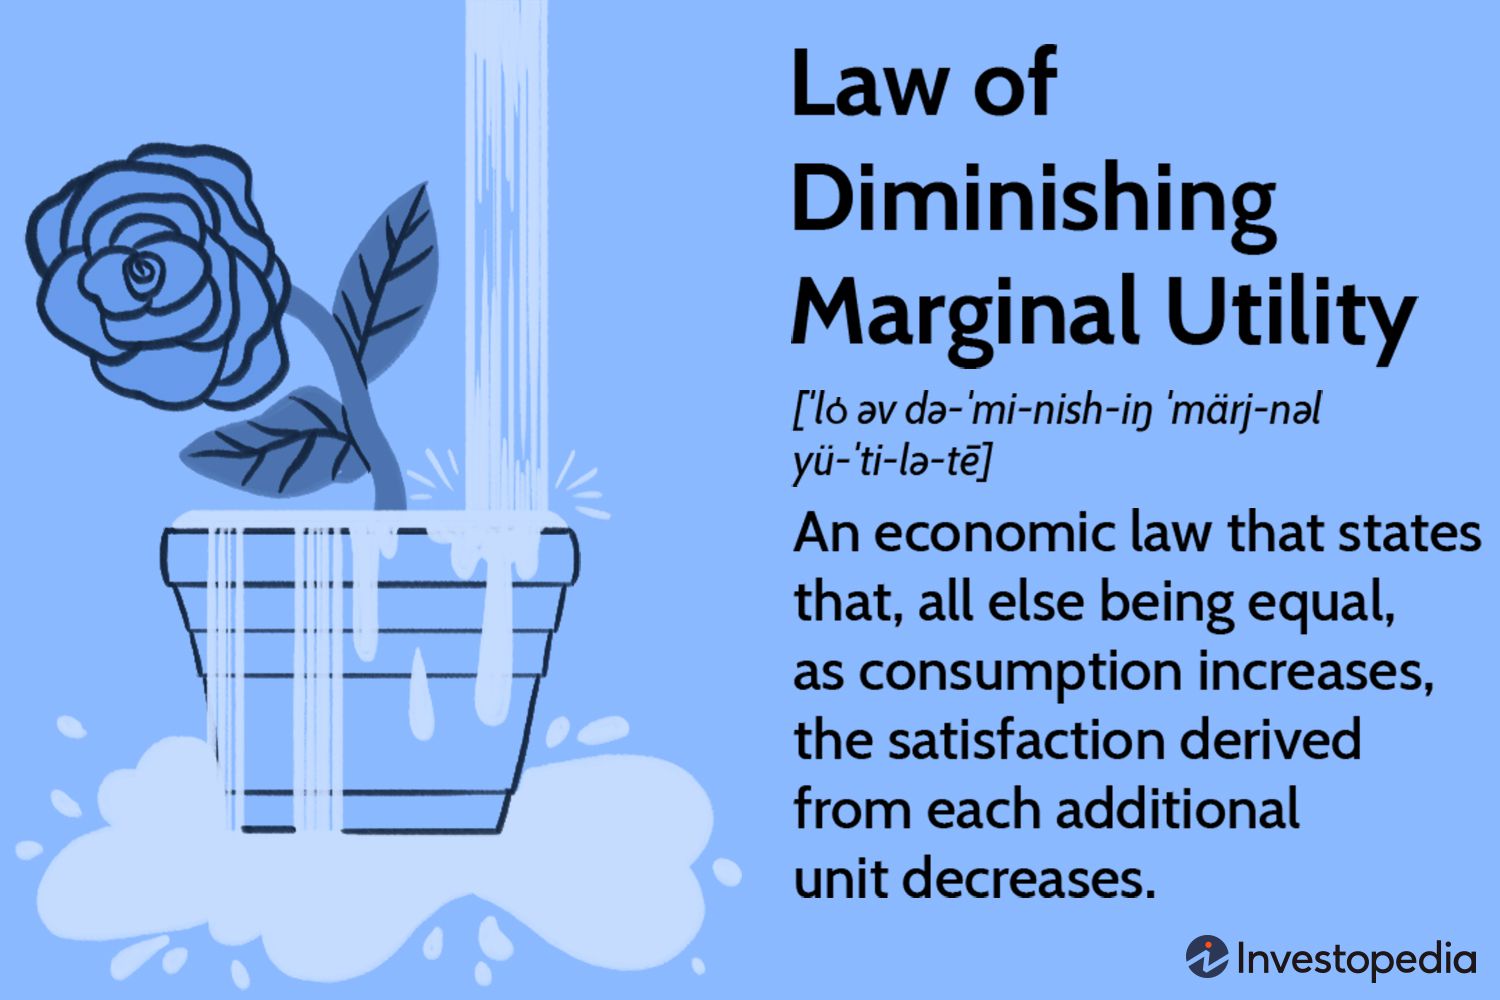 Law of
Diminishing
Marginal Utility
[ˈlȯ əv də-ˈmi-nish-iŋ ˈmärj-nəl
yü-ˈti-lə-tē]
An economic law that states
that, all else being equal,
as consumption increases,
the satisfaction derived
from each additional
unit decreases.
Investopedia